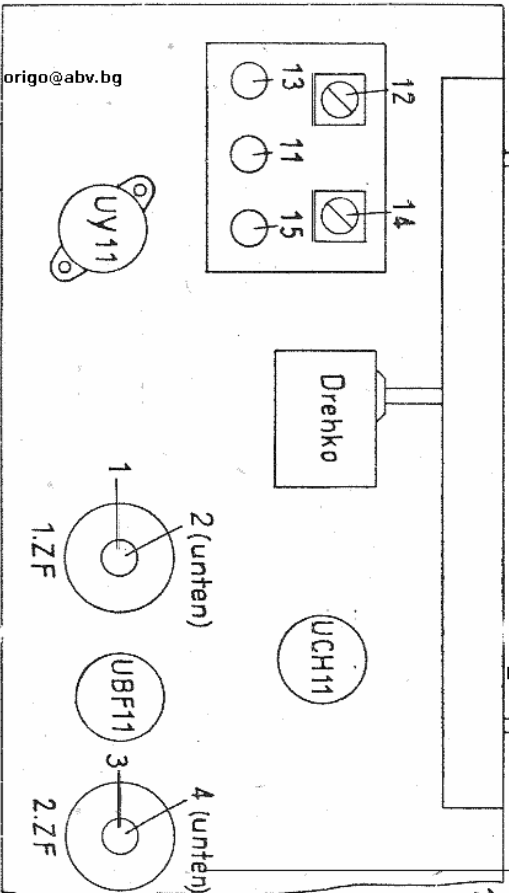 origo@abv.bg
13
12
11
14
15
UY11
Drehko
1
2 (unten)
1.ZF
UCH11
UBF11
3
4 (unten)
2.ZF